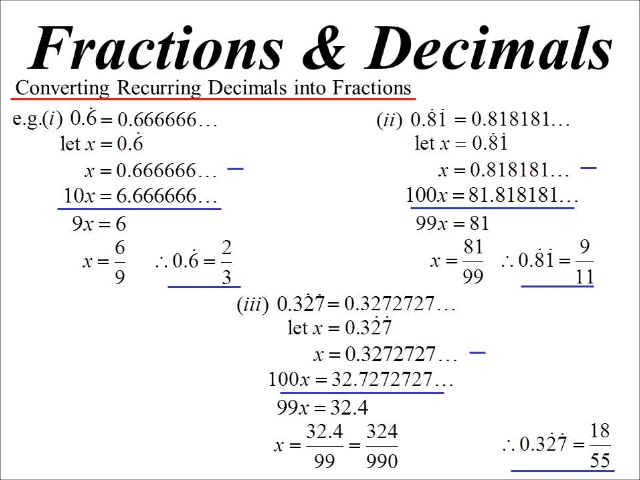 Fractions & Decimals
Converting Recurring Decimals into Fractions
e.g.(i) 0.6̇ = 0.666666…
let x = 0.6̇
x = 0.666666… –
10x = 6.666666…
9x = 6
x = 6/9 ∴ 0.6̇ = 2/3
(ii) 0.8̇1̇ = 0.818181…
let x = 0.8̇1̇
x = 0.818181… –
100x = 81.818181…
99x = 81
x = 81/99 ∴ 0.8̇1̇ = 9/11
(iii) 0.32̇7̇ = 0.3272727…
let x = 0.32̇7̇
x = 0.3272727… –
100x = 32.7272727…
99x = 32.4
x = 32.4/99 = 324/990 ∴ 0.32̇7̇ = 18/55